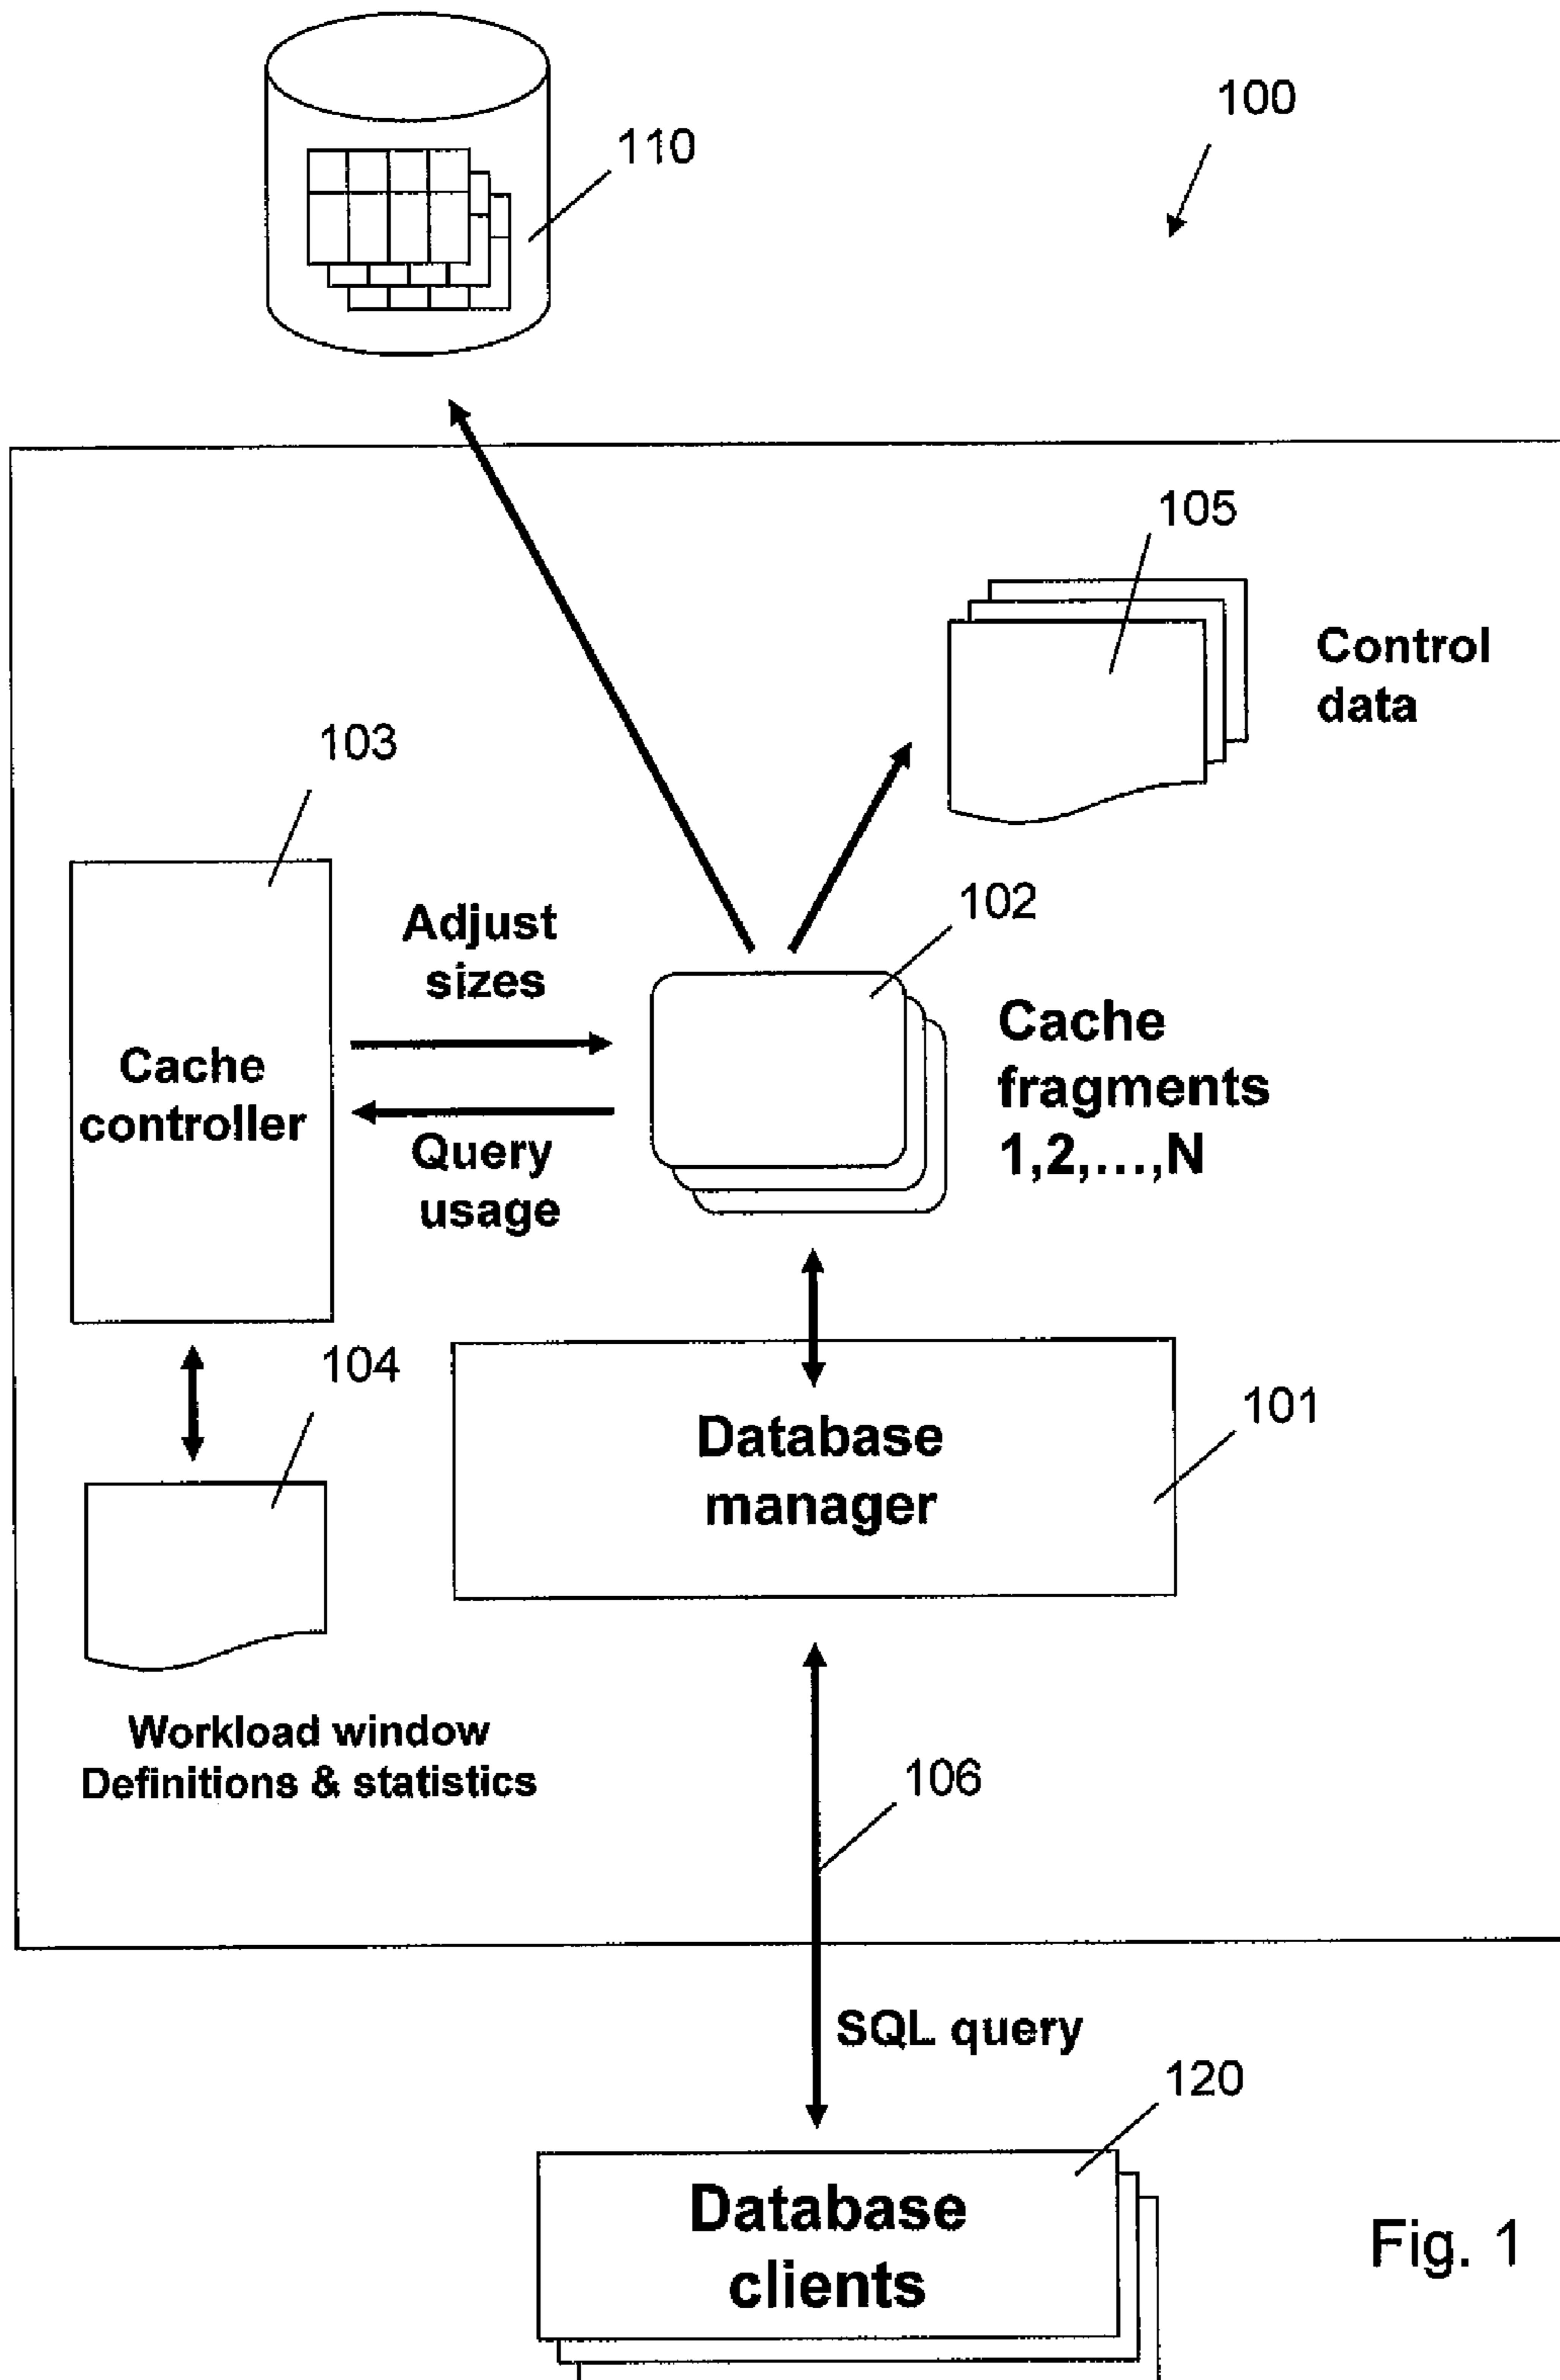 100
110
105
Control
data
103
102
Adjust
sizes
Cache
fragments
1,2,...,N
Cache
controller
Query
usage
104
101
Database
manager
Workload window
Definitions & statistics
106
SQL query
120
Database
clients
Fig. 1